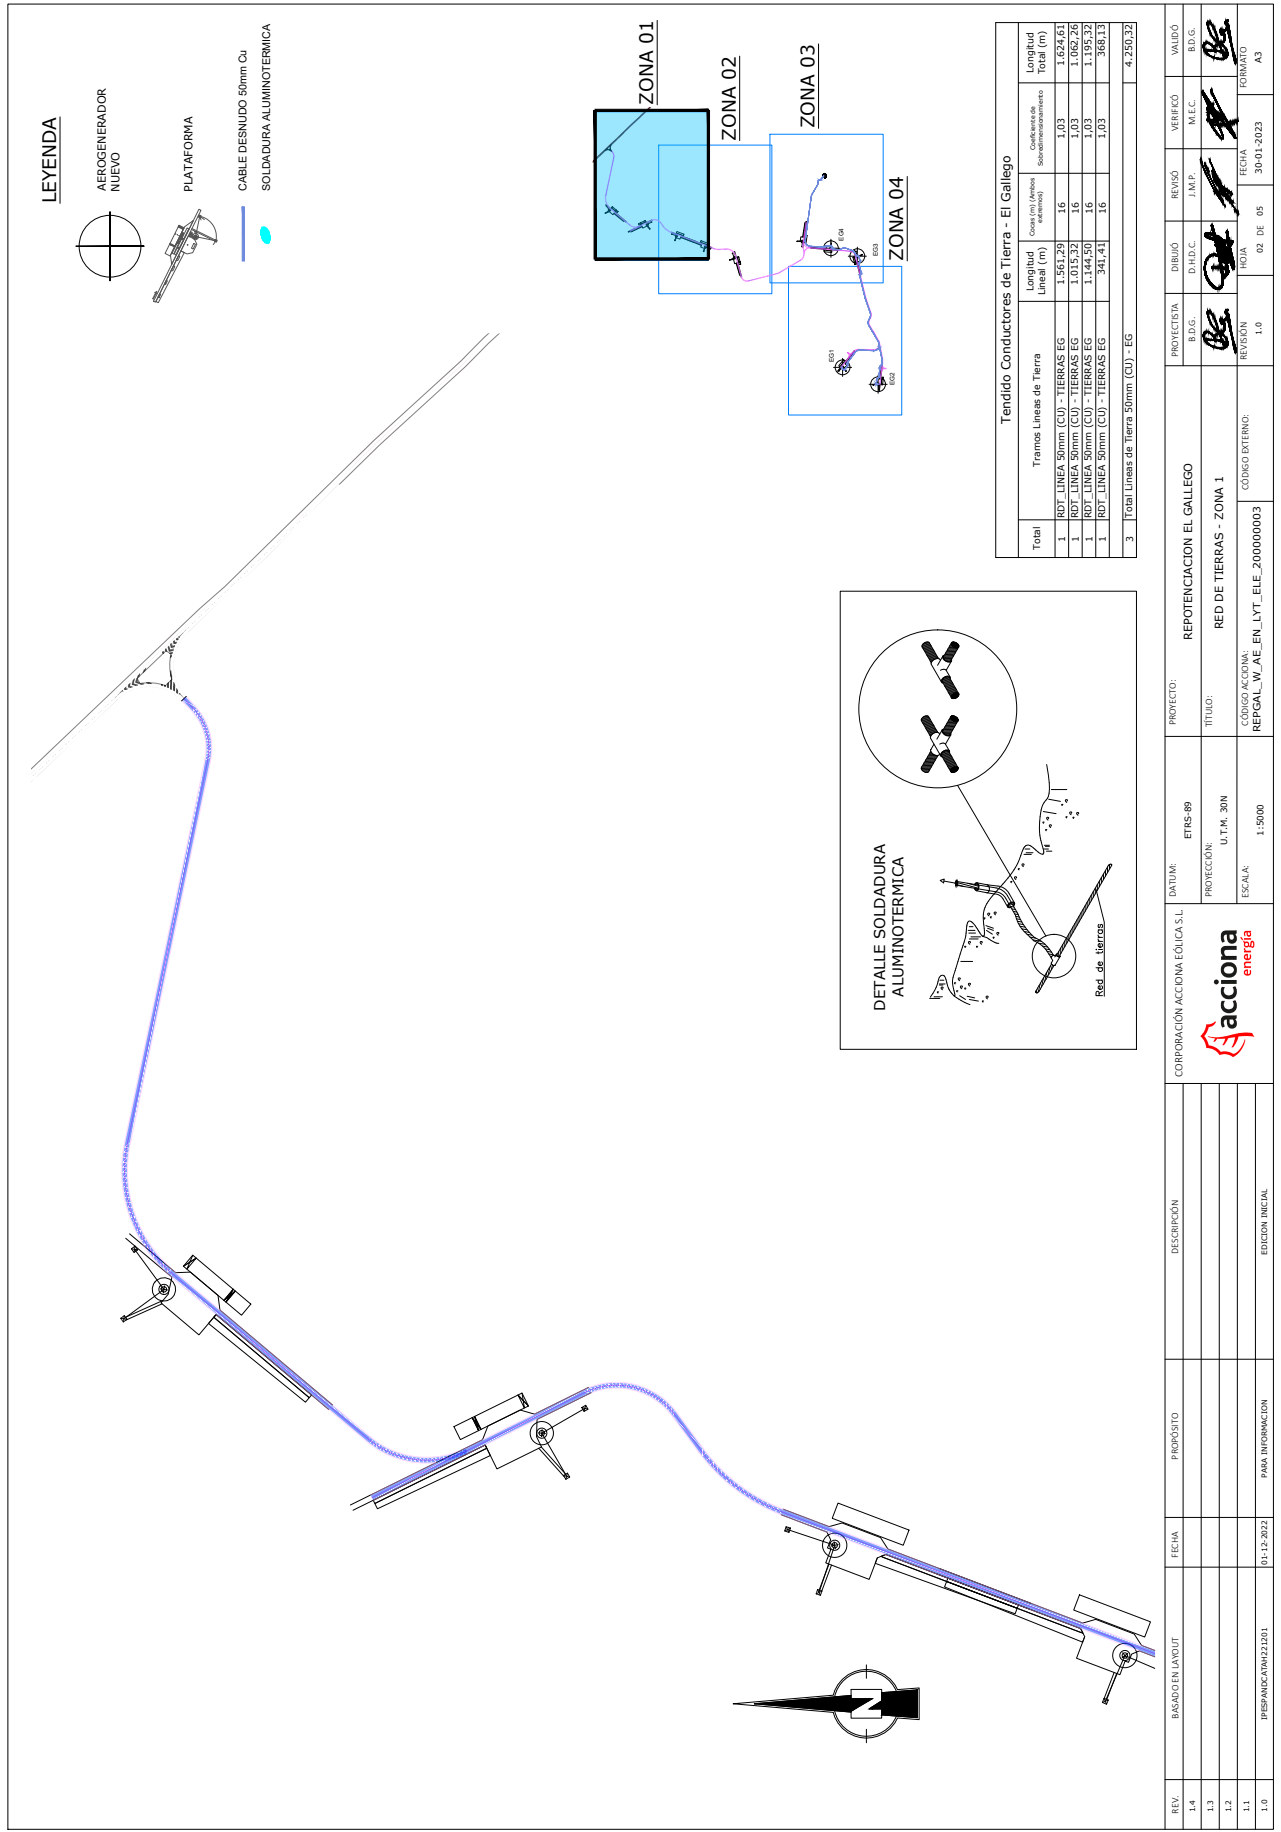 LEYENDA
AEROGENERADOR
NUEVO
PLATAFORMA
CABLE DESNUDO 50mm Cu
SOLDADURA ALUMINOTERMICA
ZONA 01
ZONA 02
ZONA 03
ZONA 04
EG1
EG2
EG3
EG4
Tendido Conductores de Tierra - El Gallego
Total Tramos Lineas de Tierra Longitud Lineal (m) Cocas (m) (Ambos extremos) Coeficiente de Sobredimensionamiento Longitud Total (m)
1 RDT_LINEA 50mm (CU) - TIERRAS EG 1.561,29 16 1,03 1.624,61
1 RDT_LINEA 50mm (CU) - TIERRAS EG 1.015,32 16 1,03 1.062,26
1 RDT_LINEA 50mm (CU) - TIERRAS EG 1.144,50 16 1,03 1.195,32
1 RDT_LINEA 50mm (CU) - TIERRAS EG 341,41 16 1,03 368,13
3 Total Lineas de Tierra 50mm (CU) - EG 4.250,32
DETALLE SOLDADURA
ALUMINOTERMICA
Red de tierras
N
REV. BASADO EN LAYOUT FECHA PROPÓSITO DESCRIPCIÓN
1.4
1.3
1.2
1.1
1.0 IPESPANDCATAH221201 01-12-2022 PARA INFORMACION EDICION INICIAL
CORPORACIÓN ACCIONA EÓLICA S.L
acciona
energía
DATUM:
ETRS-89
PROYECCIÓN:
U.T.M. 30N
ESCALA:
1:5000
PROYECTO:
REPOTENCIACION EL GALLEGO
TÍTULO:
RED DE TIERRAS - ZONA 1
CÓDIGO ACCIONA:
REPGAL_W_AE_EN_LYT_ELE_200000003
CÓDIGO EXTERNO:
PROYECTISTA DIBUJÓ REVISÓ VERIFICÓ VALIDÓ
B.D.G. D.H.D.C. J.M.P. M.E.C. B.D.G.
REVISIÓN HOJA FECHA FORMATO
1.0 02 DE 05 30-01-2023 A3